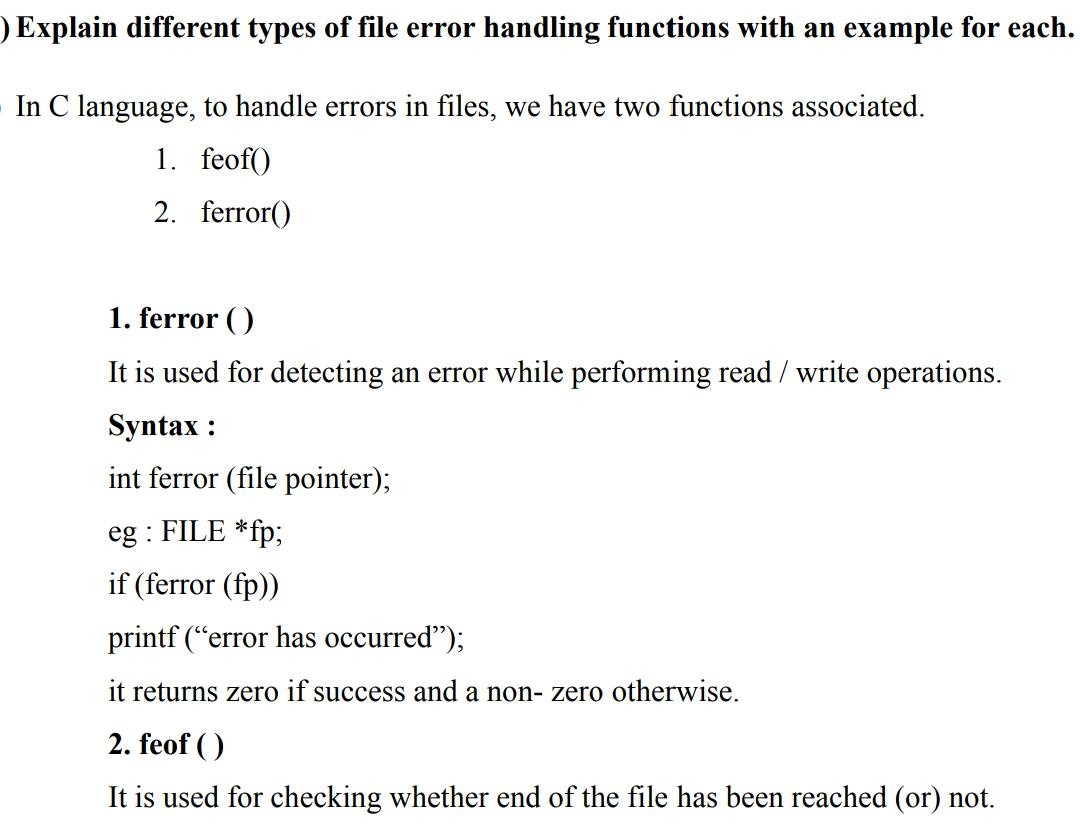 ) Explain different types of file error handling functions with an example for each.
In C language, to handle errors in files, we have two functions associated.
1. feof()
2. ferror()
1. ferror ( )
It is used for detecting an error while performing read / write operations.
Syntax :
int ferror (file pointer);
eg : FILE *fp;
if (ferror (fp))
printf (“error has occurred”);
it returns zero if success and a non- zero otherwise.
2. feof ( )
It is used for checking whether end of the file has been reached (or) not.